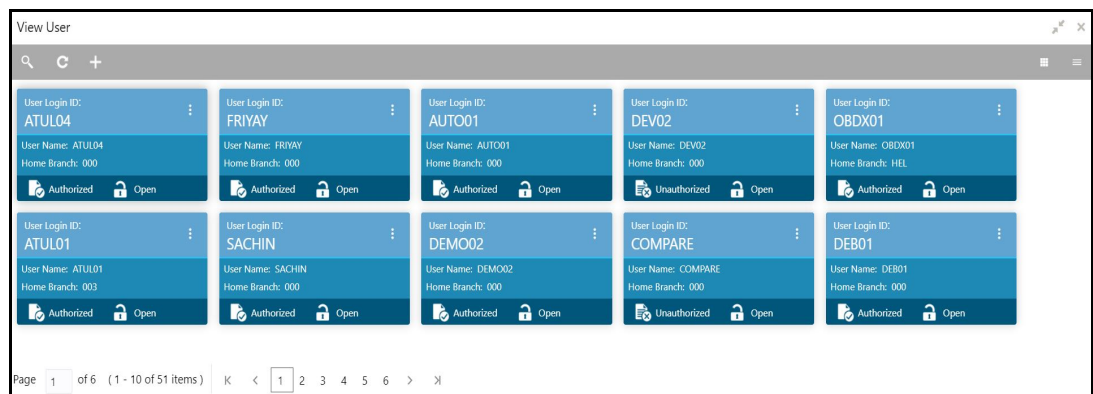 View User
User Login ID:
ATUL04
User Name: ATUL04
Home Branch: 000
Authorized Open
User Login ID:
FRIYAY
User Name: FRIYAY
Home Branch: 000
Authorized Open
User Login ID:
AUTO01
User Name: AUTO01
Home Branch: 000
Authorized Open
User Login ID:
DEV02
User Name: DEV02
Home Branch: 000
Unauthorized Open
User Login ID:
OBDX01
User Name: OBDX01
Home Branch: HEL
Authorized Open
User Login ID:
ATUL01
User Name: ATUL01
Home Branch: 003
Authorized Open
User Login ID:
SACHIN
User Name: SACHIN
Home Branch: 000
Authorized Open
User Login ID:
DEMO02
User Name: DEMO02
Home Branch: 000
Authorized Open
User Login ID:
COMPARE
User Name: COMPARE
Home Branch: 000
Unauthorized Open
User Login ID:
DEB01
User Name: DEB01
Home Branch: 000
Authorized Open
Page 1 of 6 (1 - 10 of 51 items) 1 2 3 4 5 6